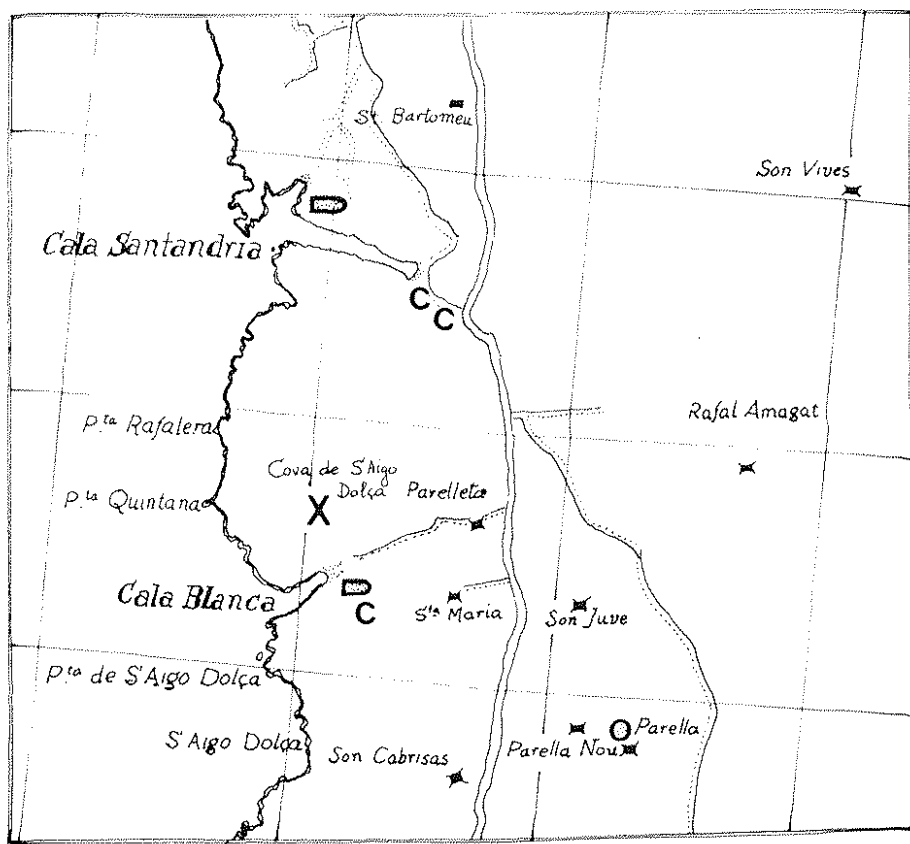 St. Bartomeu
Son Vives
D
Cala Santandria
C
C
Rafal Amagat
P.ta Rafalera
Cova de S'Aigo
Dolça
Parelleta
P.ta Quintana
X
Cala Blanca
D
C
S.ta Maria
Son Juve
P.ta de S'Aigo Dolça
O
Parella
S'Aigo Dolça
Parella Nou
Son Cabrisas